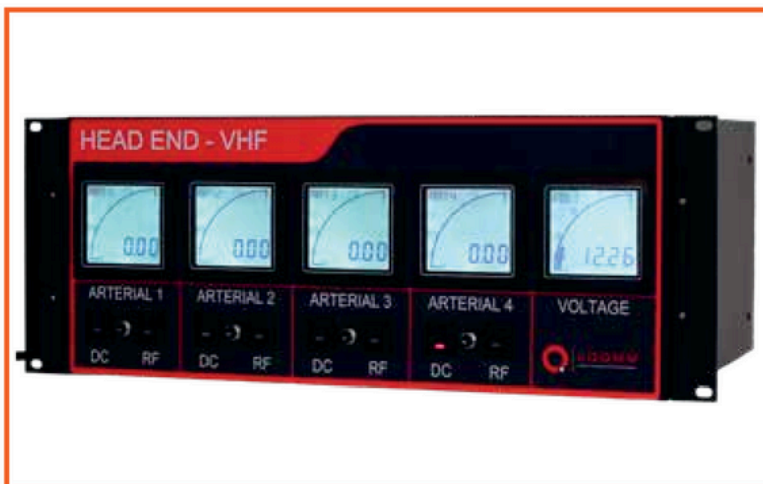 HEAD END - VHF
0.00 0.00 0.00 0.00 12.26
ARTERIAL 1 ARTERIAL 2 ARTERIAL 3 ARTERIAL 4 VOLTAGE
DC RF DC RF DC RF DC RF